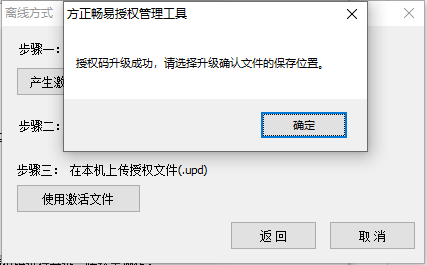 离线方式
方正畅易授权管理工具
授权码升级成功，请选择升级确认文件的保存位置。
确定
步骤一：
产生激
步骤二：
步骤三： 在本机上传授权文件(.upd)
使用激活文件
返 回
取 消